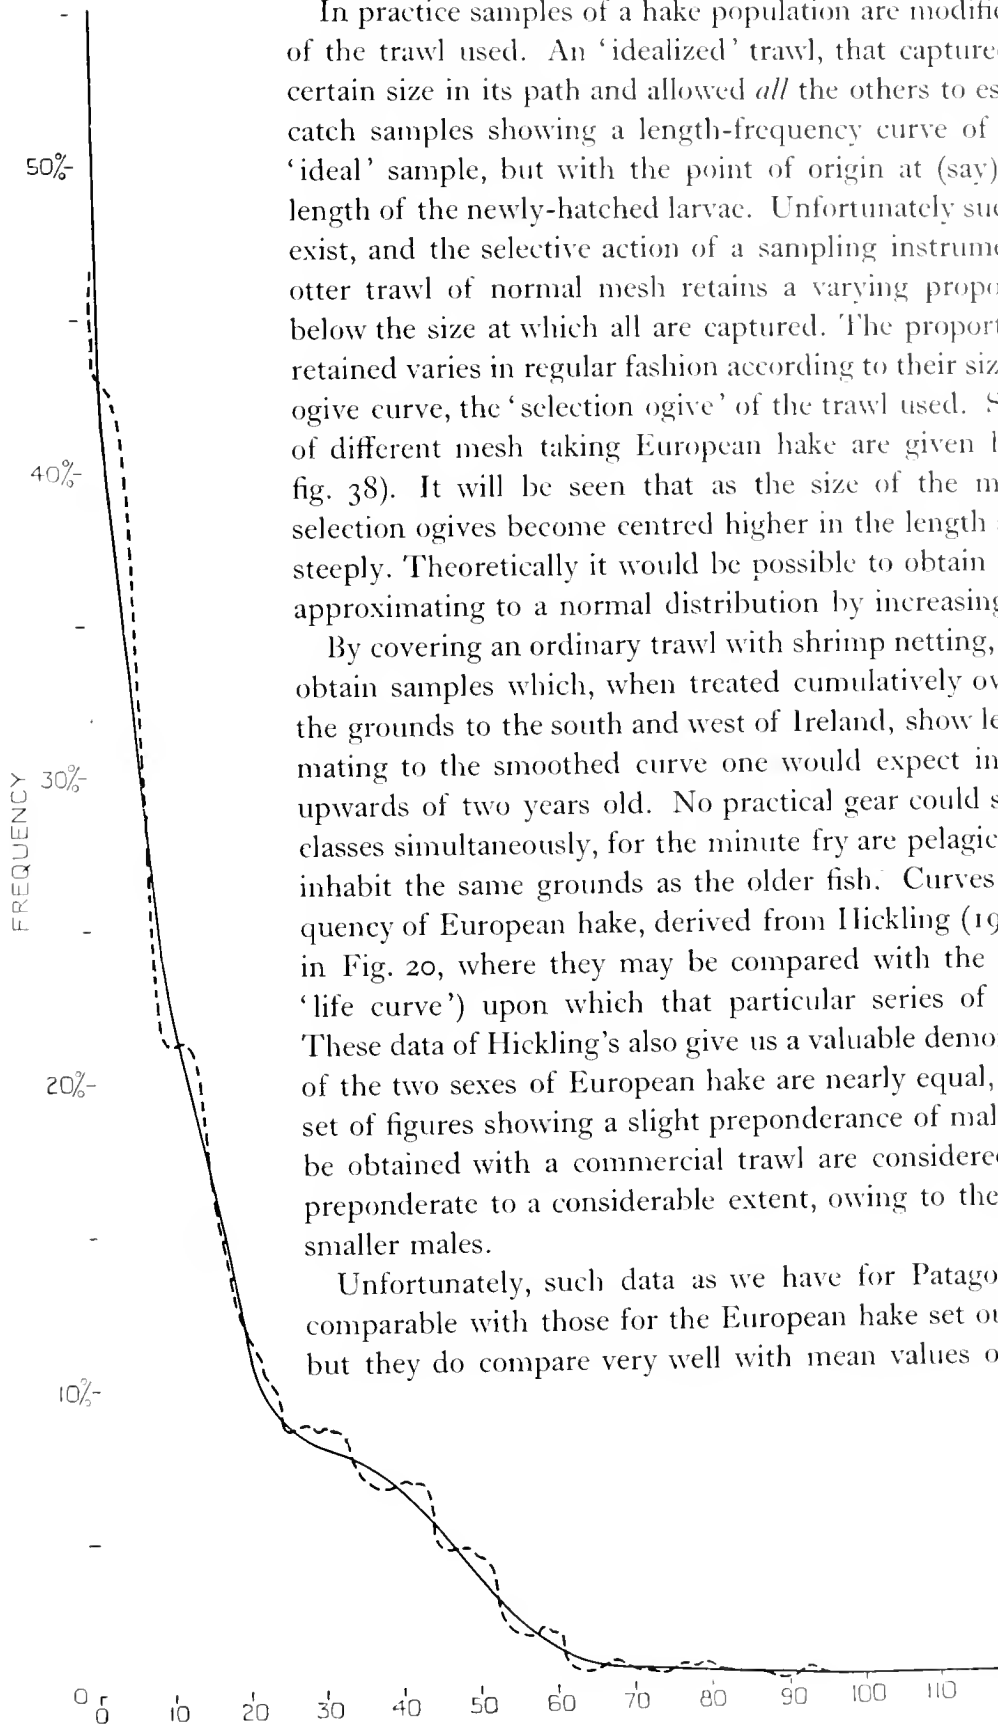 In practice samples of a hake population are
of the trawl used. An ‘idealized’ trawl, that
certain size in its path and allowed all the others to
catch samples showing a length-frequency curve of
‘ideal’ sample, but with the point of origin at (say)
length of the newly-hatched larvae. Unfortunately
exist, and the selective action of a sampling
otter trawl of normal mesh retains a varying
below the size at which all are captured. The
retained varies in regular fashion according to their
ogive curve, the ‘selection ogive’ of the trawl used.
of different mesh taking European hake are given
fig. 38). It will be seen that as the size of the
selection ogives become centred higher in the length
steeply. Theoretically it would be possible to obtain
approximating to a normal distribution by increasing
By covering an ordinary trawl with shrimp netting,
obtain samples which, when treated cumulatively
the grounds to the south and west of Ireland, show
mating to the smoothed curve one would expect in
upwards of two years old. No practical gear could
classes simultaneously, for the minute fry are pelagic
inhabit the same grounds as the older fish. Curves
quency of European hake, derived from Hickling (19
in Fig. 20, where they may be compared with the
‘life curve’) upon which that particular series of
These data of Hickling’s also give us a valuable
of the two sexes of European hake are nearly equal,
set of figures showing a slight preponderance of
be obtained with a commercial trawl are
preponderate to a considerable extent, owing to the
smaller males.
Unfortunately, such data as we have for
comparable with those for the European hake set
but they do compare very well with mean values
FREQUENCY
50%
40%
30%
20%
10%
0
0 10 20 30 40 50 60 70 80 90 100 110